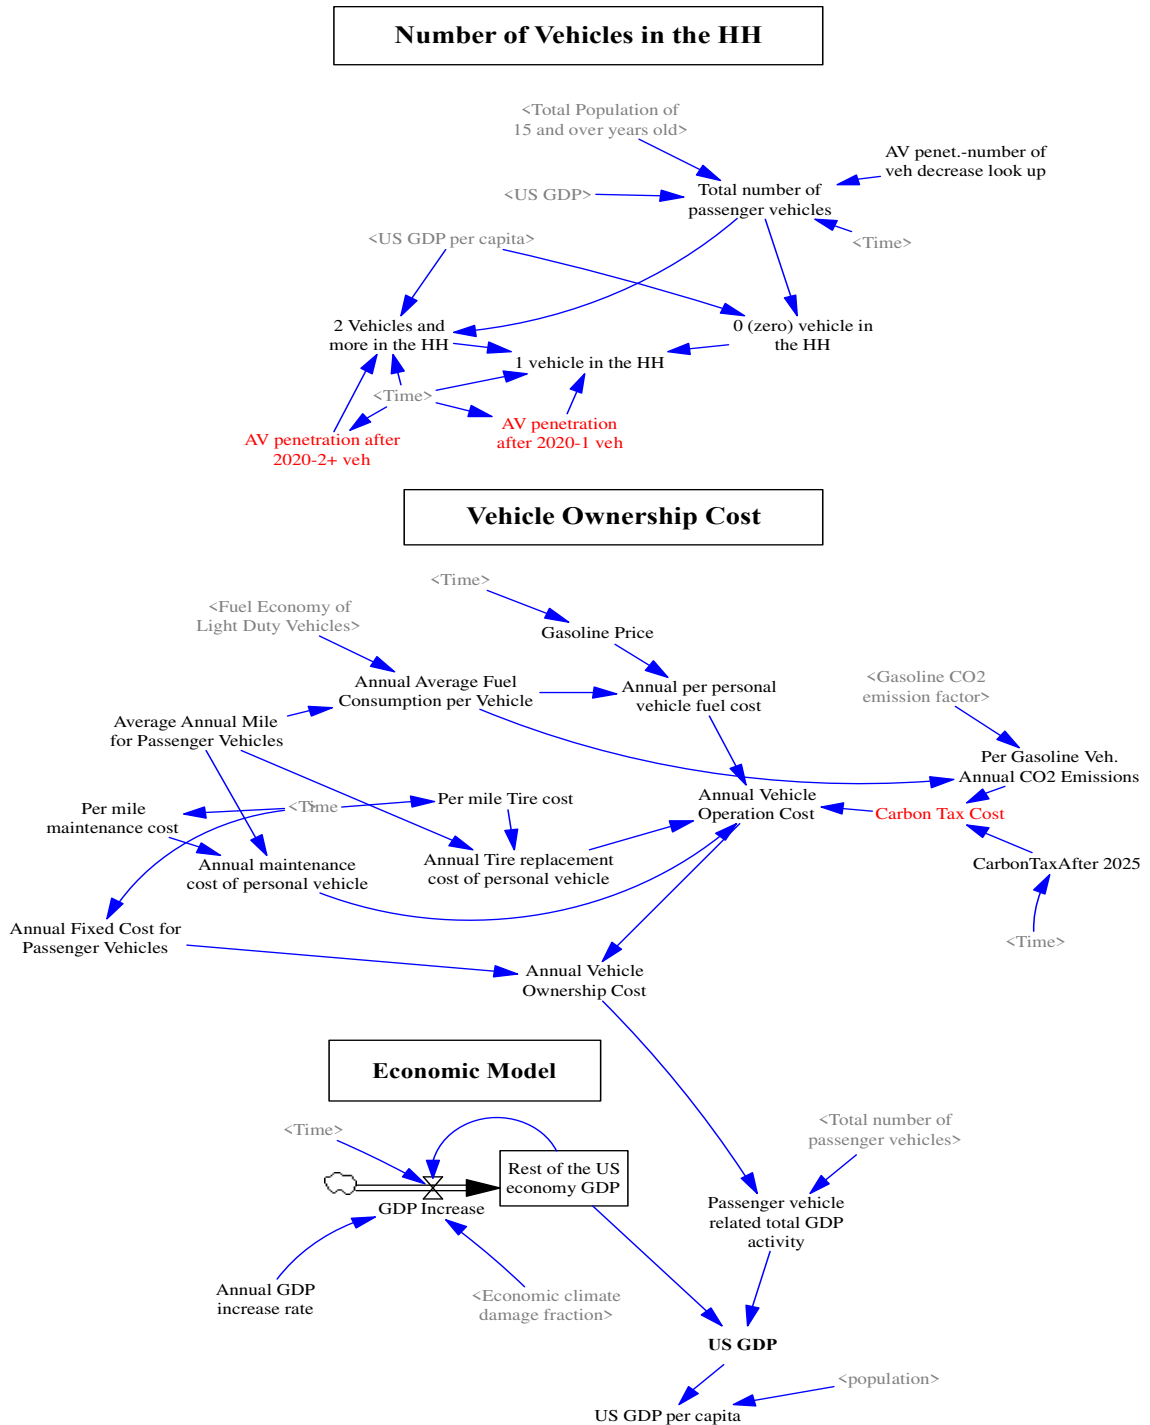 Number of Vehicles in the HH
<Total Population of
15 and over years old>
AV penet.-number of
veh decrease look up
<US GDP>
Total number of
passenger vehicles
<US GDP per capita>
<Time>
2 Vehicles and
more in the HH
0 (zero) vehicle in
the HH
1 vehicle in the HH
<Time>
AV penetration
after 2020-1 veh
AV penetration after
2020-2+ veh
Vehicle Ownership Cost
<Time>
<Fuel Economy of
Light Duty Vehicles>
Gasoline Price
Annual Average Fuel
Consumption per Vehicle
Annual per personal
vehicle fuel cost
<Gasoline CO2
emission factor>
Average Annual Mile
for Passenger Vehicles
Per Gasoline Veh.
Annual CO2 Emissions
Per mile
maintenance cost
<Time
Per mile Tire cost
Annual Vehicle
Operation Cost
Carbon Tax Cost
Annual maintenance
cost of personal vehicle
Annual Tire replacement
cost of personal vehicle
CarbonTaxAfter 2025
Annual Fixed Cost for
Passenger Vehicles
<Time>
Annual Vehicle
Ownership Cost
Economic Model
<Time>
<Total number of
passenger vehicles>
Rest of the US
economy GDP
GDP Increase
Passenger vehicle
related total GDP
activity
Annual GDP
increase rate
<Economic climate
damage fraction>
US GDP
<population>
US GDP per capita